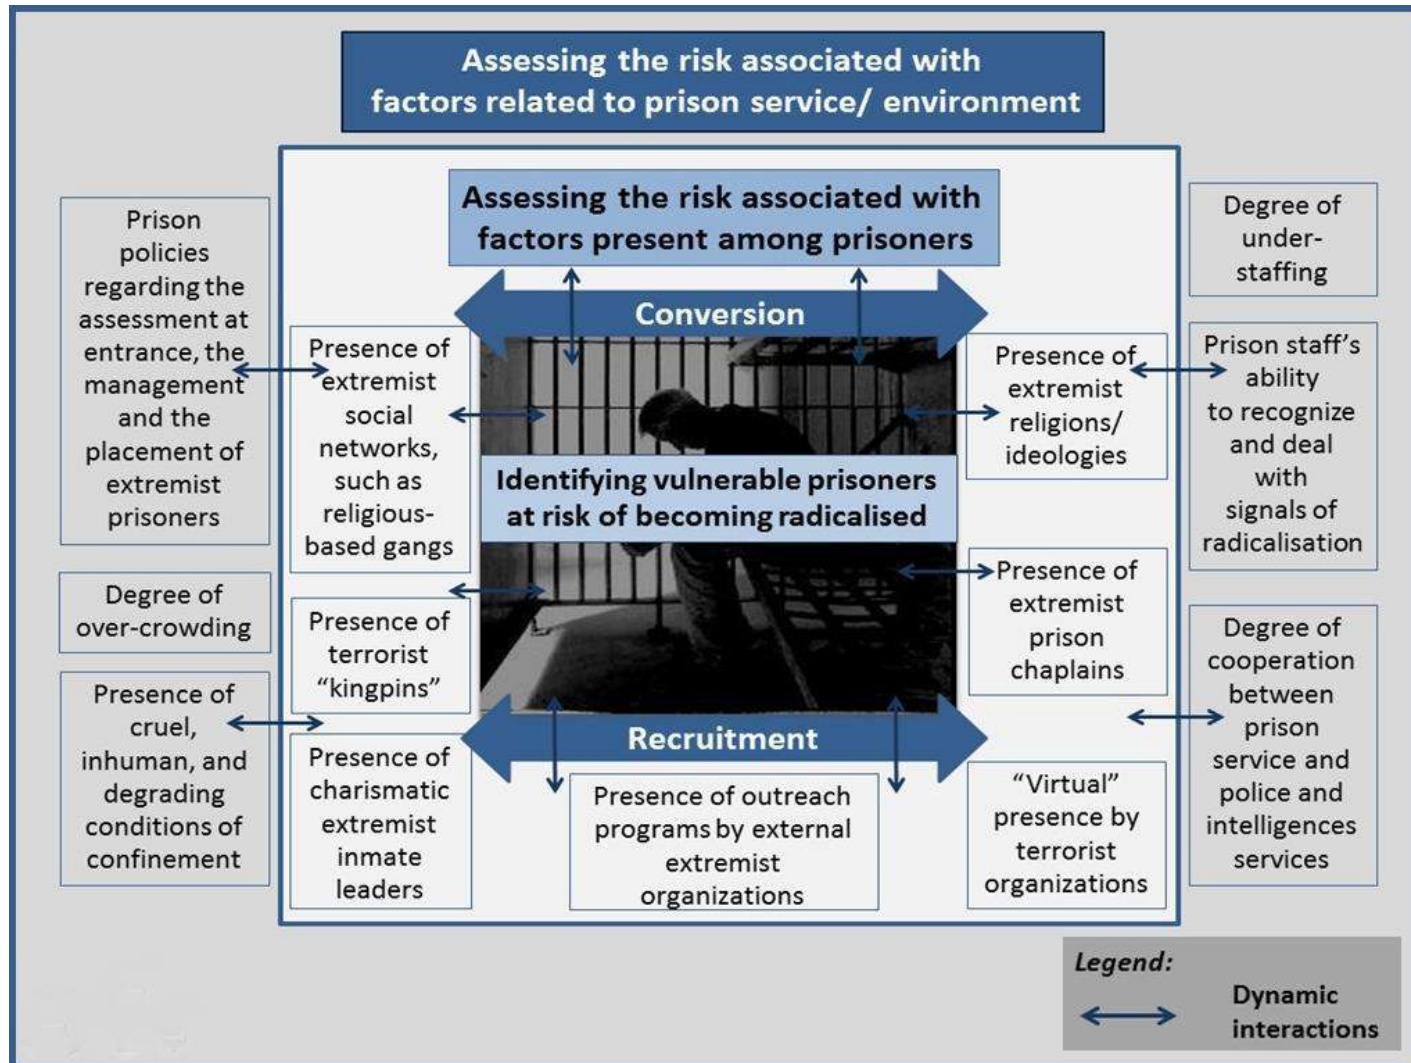 Assessing the risk associated with
factors related to prison service/ environment
Assessing the risk associated with
factors present among prisoners
Conversion
Prison
policies
regarding the
assessment at
entrance, the
management
and the
placement of
extremist
prisoners
Degree of
over-crowding
Presence of
cruel,
inhuman, and
degrading
conditions of
confinement
Presence of
extremist
social
networks,
such as
religious-
based gangs
Presence of
terrorist
“kingpins”
Presence of
charismatic
extremist
inmate
leaders
Identifying vulnerable prisoners
at risk of becoming radicalised
Recruitment
Presence of outreach
programs by external
extremist
organizations
Presence of
extremist
religions/
ideologies
Presence of
extremist
prison
chaplains
“Virtual”
presence by
terrorist
organizations
Degree of
under-
staffing
Prison staff’s
ability
to recognize
and deal
with
signals of
radicalisation
Degree of
cooperation
between
prison
service and
police and
intelligences
services
Legend:
Dynamic
interactions